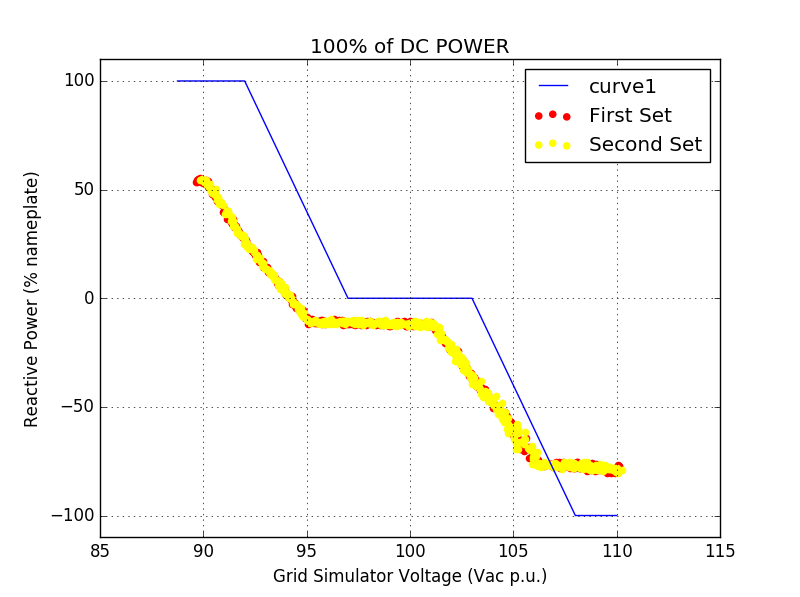 100% of DC POWER
curve1
First Set
Second Set
Reactive Power (% nameplate)
100
50
0
−50
−100
85
90
95
100
105
110
115
Grid Simulator Voltage (Vac p.u.)